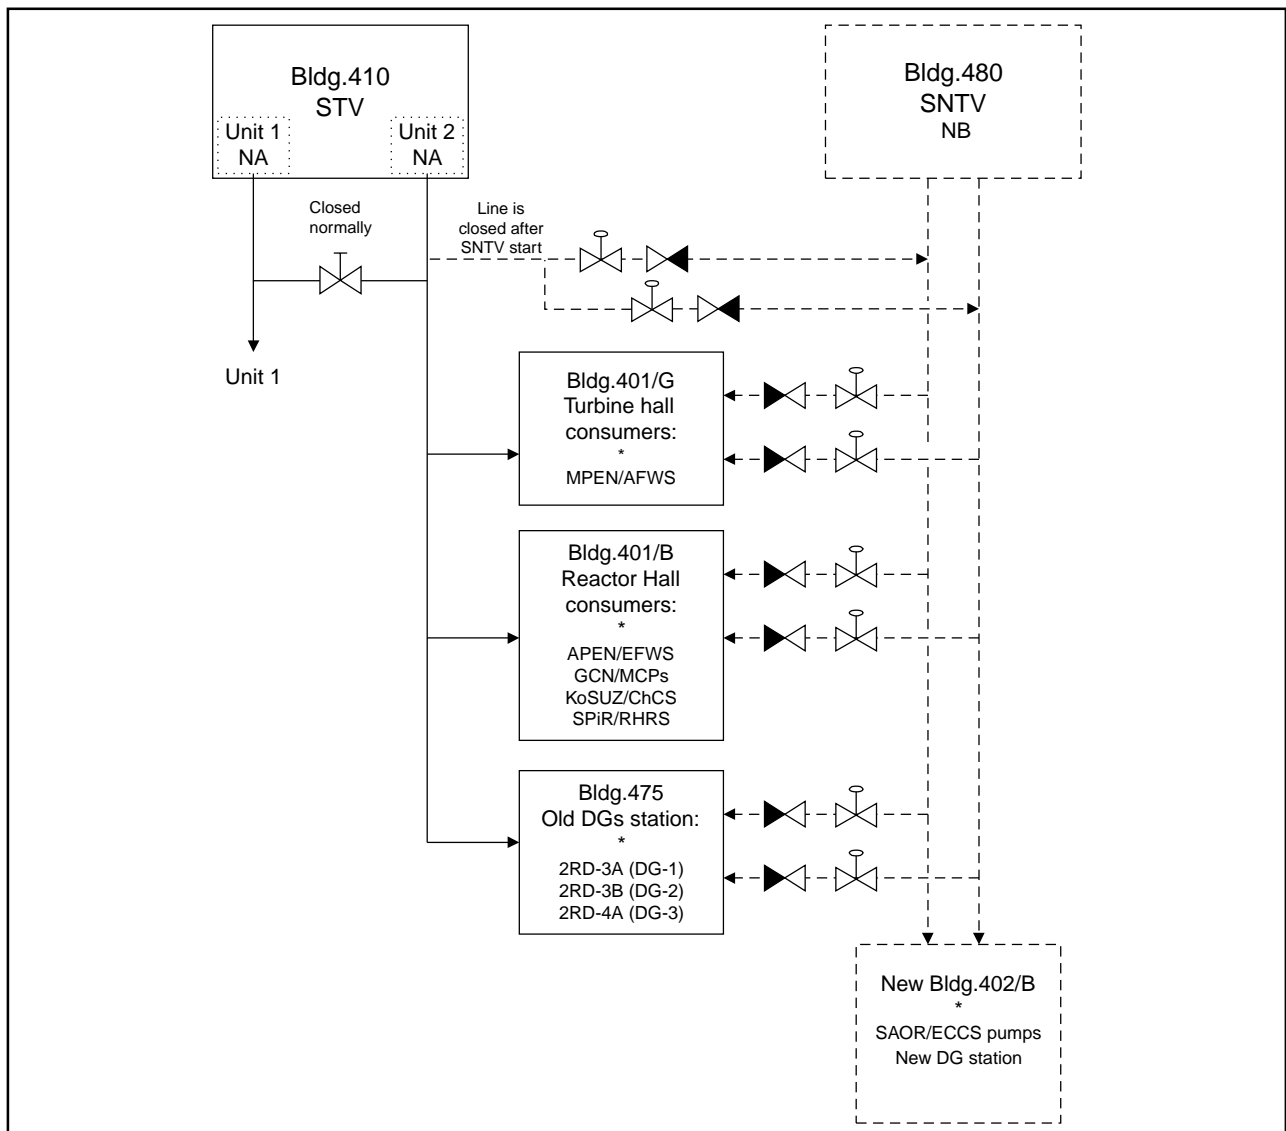 Bldg.410
STV
Unit 1
NA
Unit 2
NA
Bldg.480
SNTV
NB
Closed
normally
Line is
closed after
SNTV start
Unit 1
Bldg.401/G
Turbine hall
consumers:
*
MPEN/AFWS
Bldg.401/B
Reactor Hall
consumers:
*
APEN/EFWS
GCN/MCPs
KoSUZ/ChCS
SPiR/RHRS
Bldg.475
Old DGs station:
*
2RD-3A (DG-1)
2RD-3B (DG-2)
2RD-4A (DG-3)
New Bldg.402/B
*
SAOR/ECCS pumps
New DG station